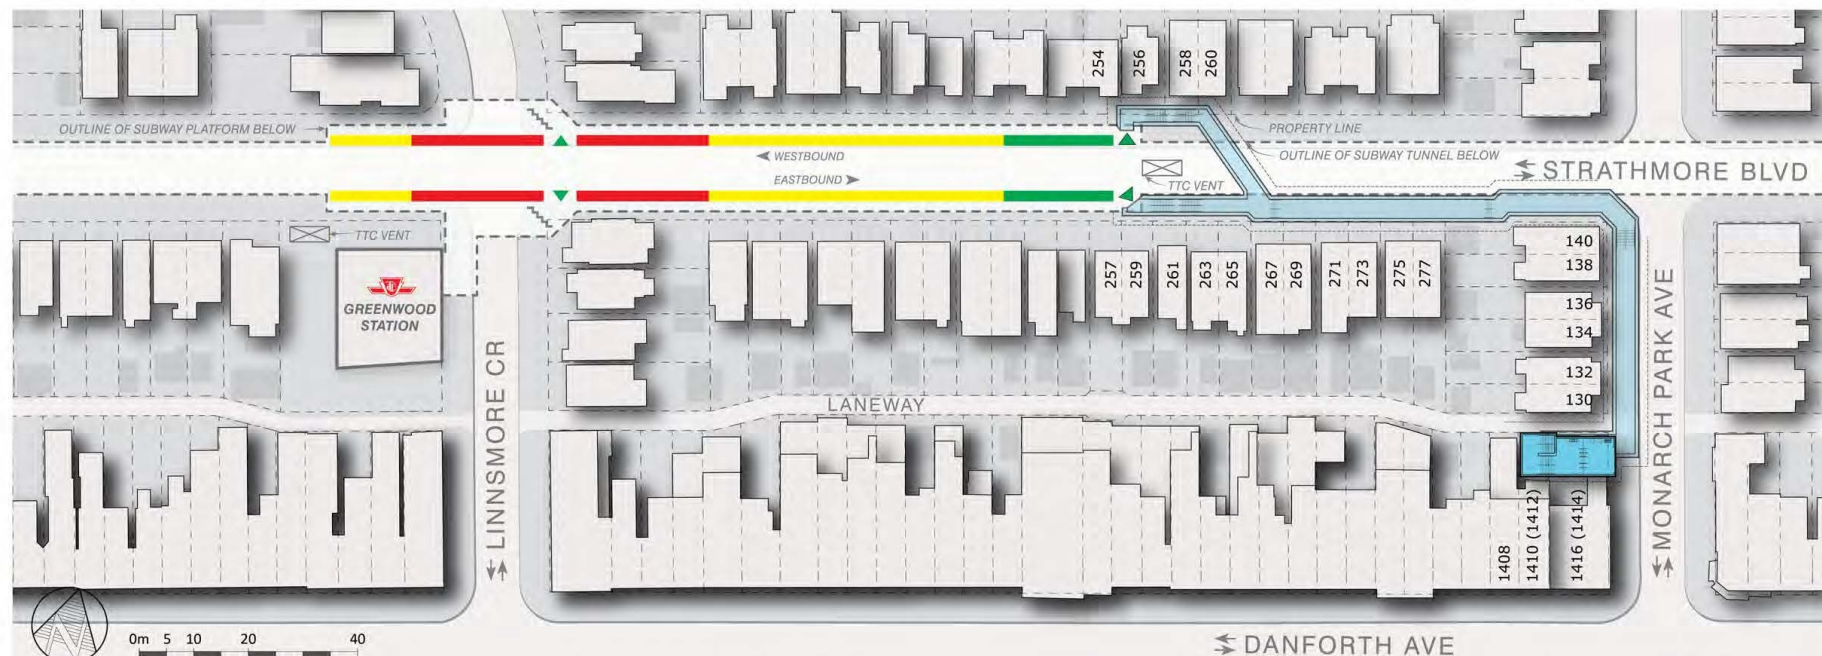 254
256
258
260
OUTLINE OF SUBWAY PLATFORM BELOW
PROPERTY LINE
WESTBOUND
OUTLINE OF SUBWAY TUNNEL BELOW
STRATHMORE BLVD
EASTBOUND
TTC VENT
TTC VENT
GREENWOOD
STATION
257
259
261
263
265
267
269
271
273
275
277
140
138
136
134
132
130
LINNSMORE CR
LANEWAY
MONARCH PARK AVE
1408
1410 (1412)
1416 (1414)
0m 5 10 20 40
DANFORTH AVE